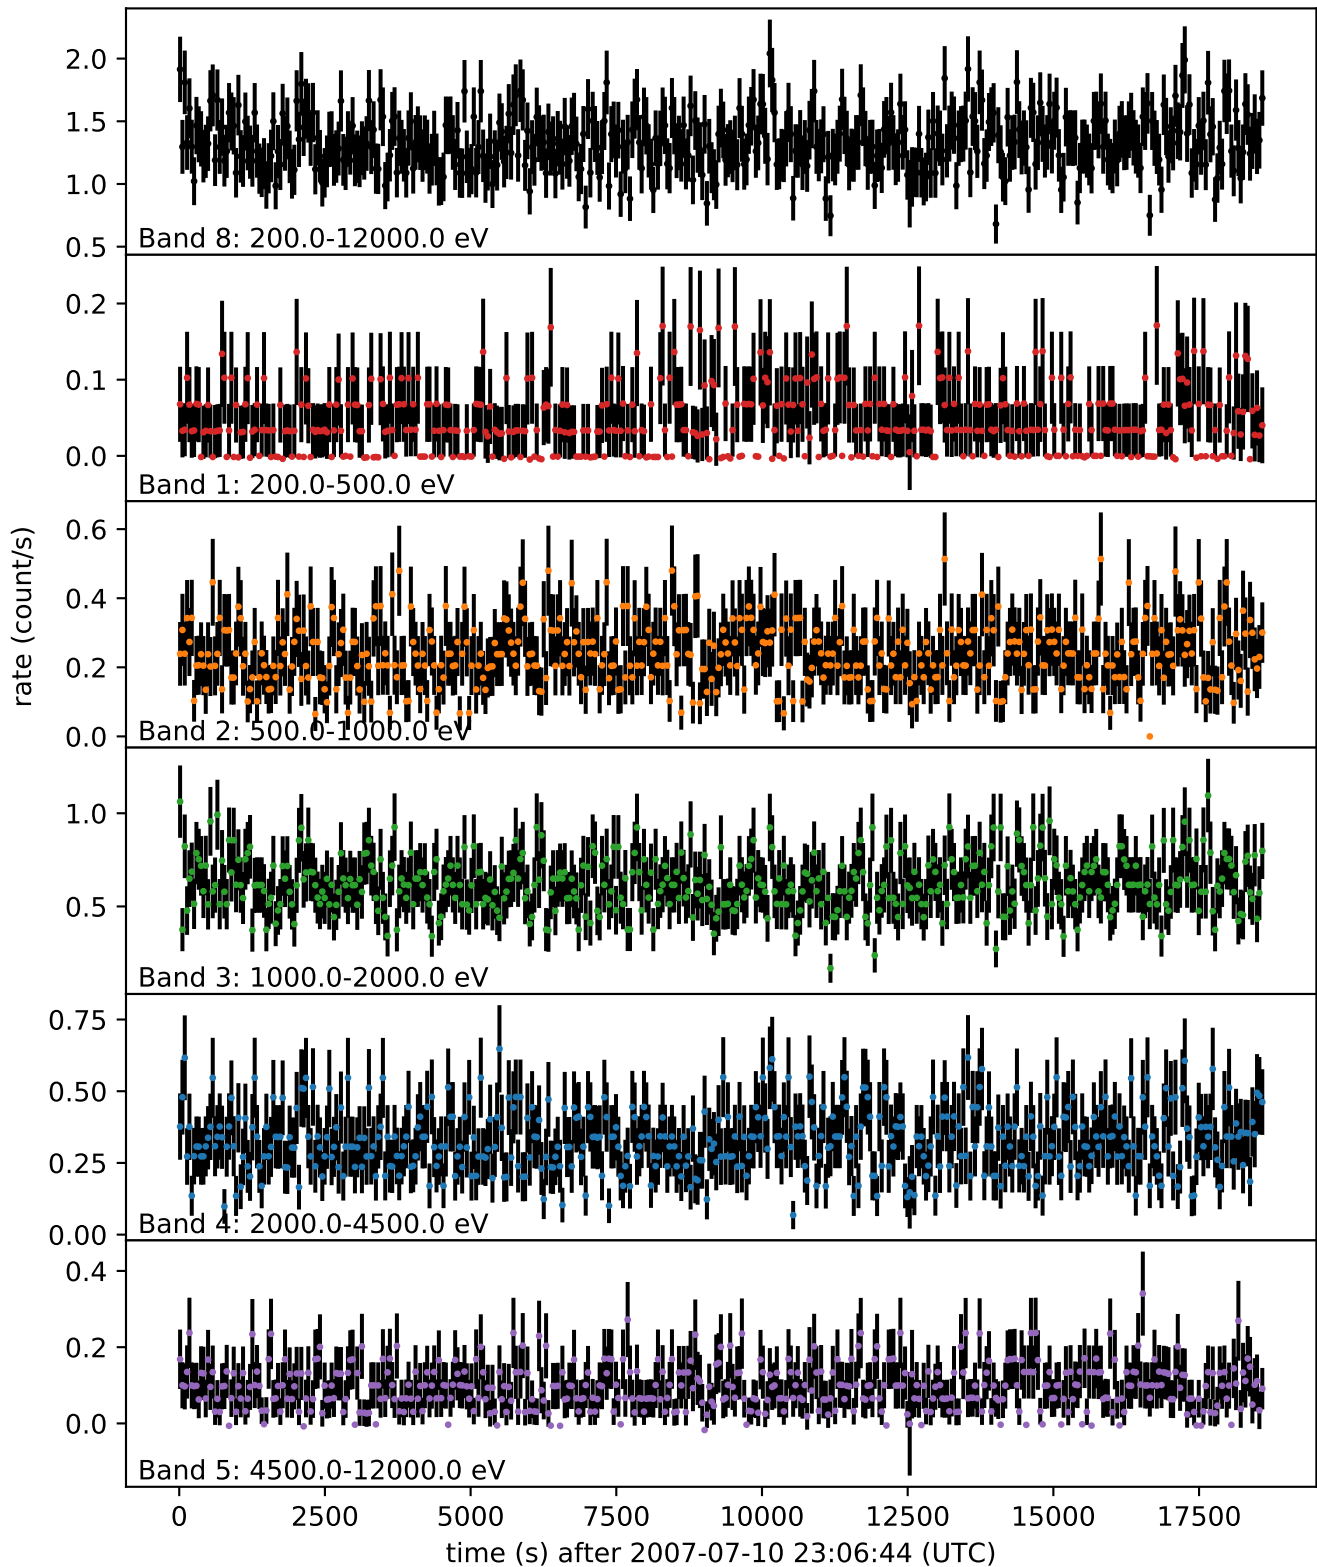 2.0
1.5
1.0
0.5
Band 8: 200.0-12000.0 eV
0.2
0.1
0.0
Band 1: 200.0-500.0 eV
0.6
0.4
0.2
0.0
Band 2: 500.0-1000.0 eV
rate (count/s)
1.0
0.5
Band 3: 1000.0-2000.0 eV
0.75
0.50
0.25
0.00
Band 4: 2000.0-4500.0 eV
0.4
0.2
0.0
Band 5: 4500.0-12000.0 eV
0 2500 5000 7500 10000 12500 15000 17500
time (s) after 2007-07-10 23:06:44 (UTC)